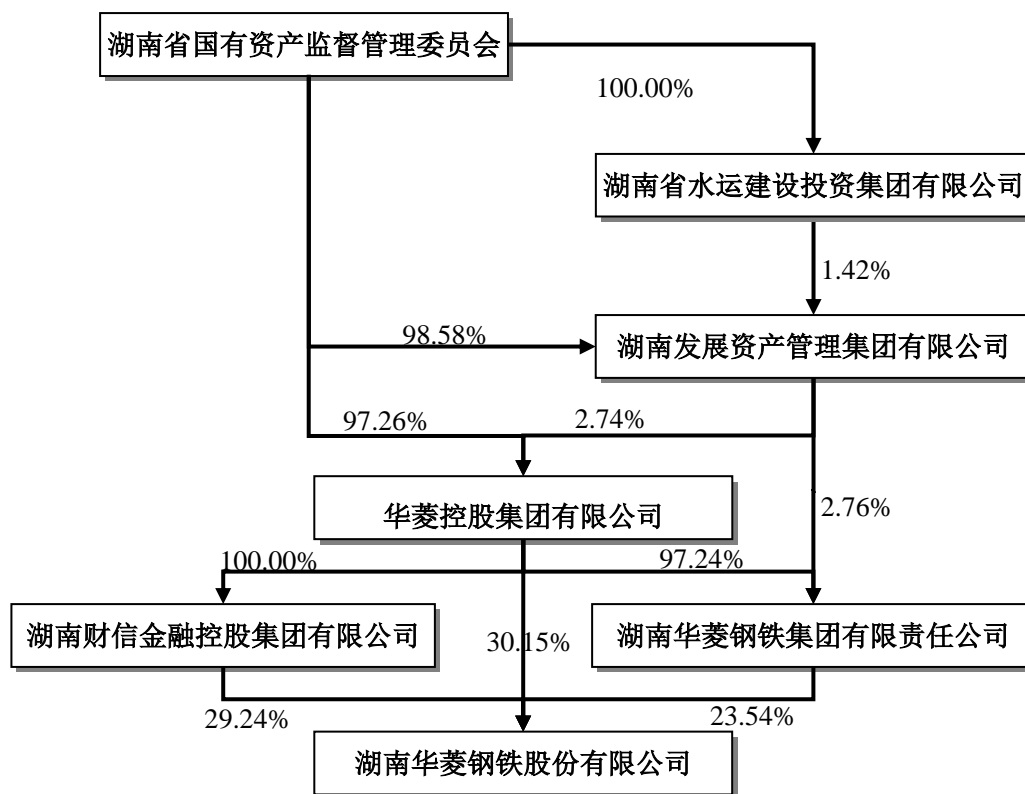 湖南省国有资产监督管理委员会
100.00%
湖南省水运建设投资集团有限公司
1.42%
98.58%
湖南发展资产管理集团有限公司
97.26%
2.74%
华菱控股集团有限公司
2.76%
100.00%
97.24%
湖南财信金融控股集团有限公司
30.15%
湖南华菱钢铁集团有限责任公司
29.24%
23.54%
湖南华菱钢铁股份有限公司